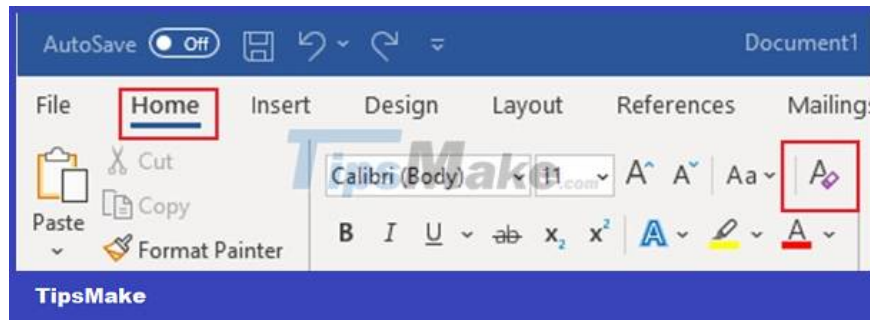 AutoSave Off Document1
File Home Insert Design Layout References Mailings
Cut
Calibri (Body) 11 A A Aa A
Copy
Paste
B I U ab x2 x2 A A
Format Painter
TipsMake.com
TipsMake